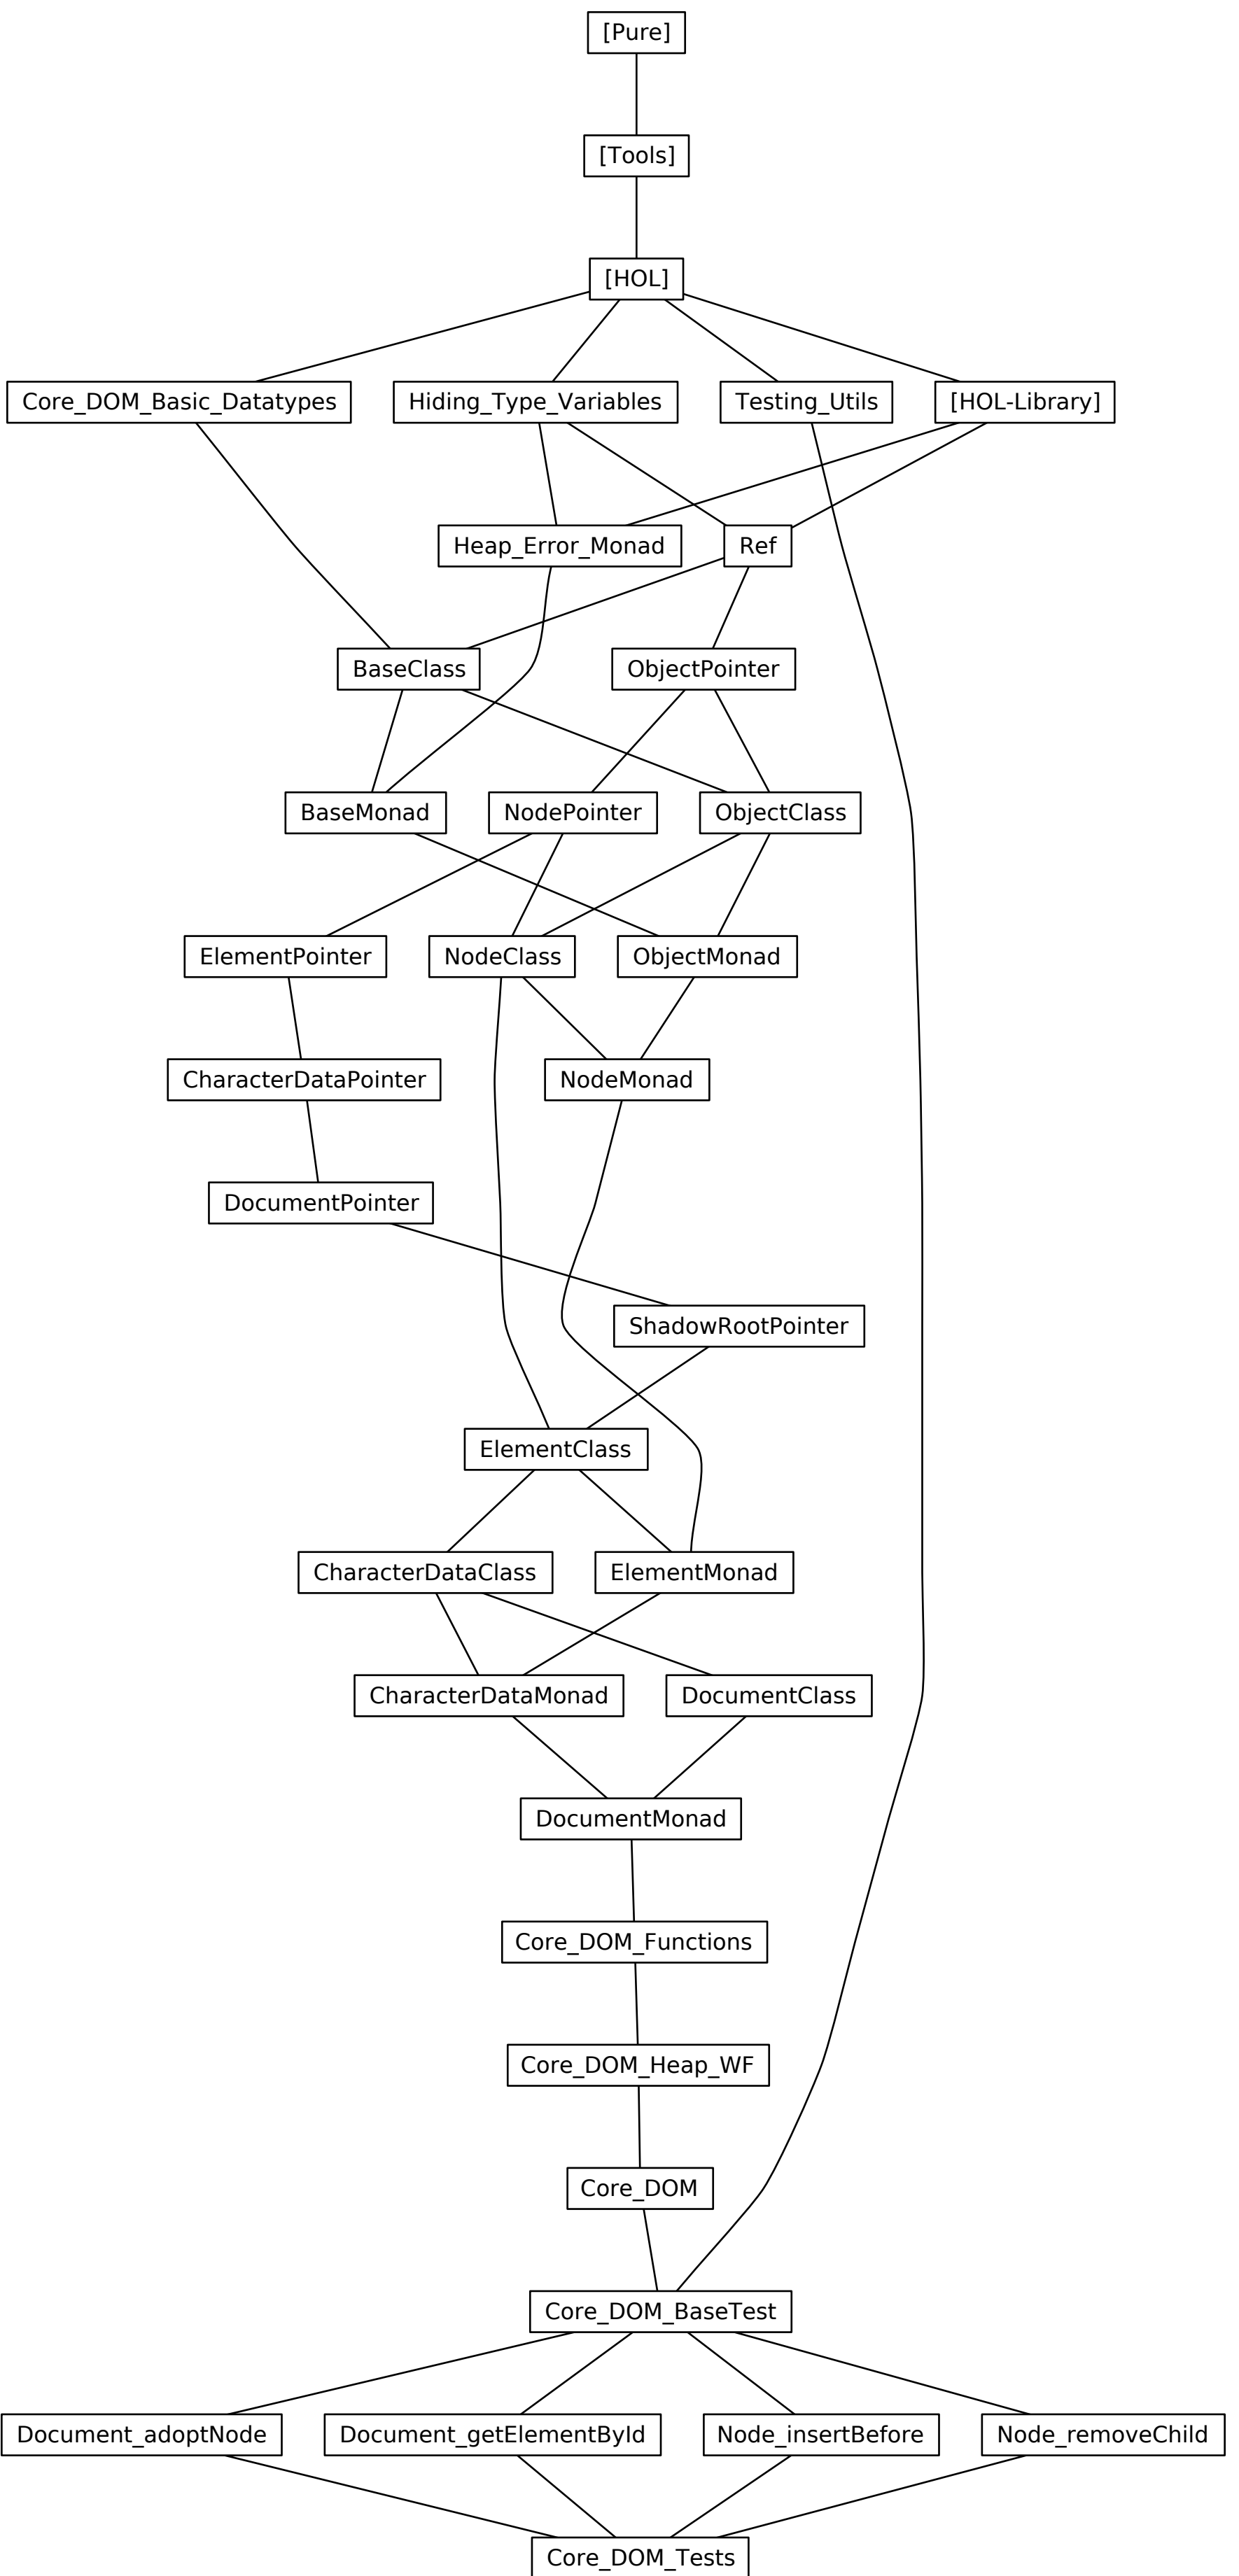 [Pure]
[Tools]
[HOL]
Core_DOM_Basic_Datatypes
Hiding_Type_Variables
Testing_Utils
[HOL-Library]
Heap_Error_Monad
Ref
BaseClass
ObjectPointer
BaseMonad
NodePointer
ObjectClass
ElementPointer
NodeClass
ObjectMonad
CharacterDataPointer
NodeMonad
DocumentPointer
ShadowRootPointer
ElementClass
CharacterDataClass
ElementMonad
CharacterDataMonad
DocumentClass
DocumentMonad
Core_DOM_Functions
Core_DOM_Heap_WF
Core_DOM
Core_DOM_BaseTest
Document_adoptNode
Document_getElementById
Node_insertBefore
Node_removeChild
Core_DOM_Tests